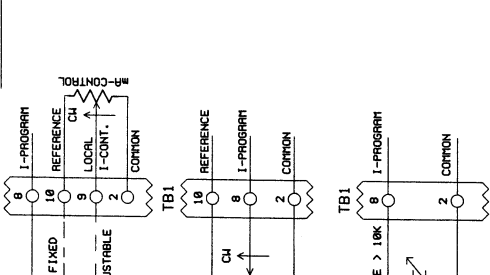 mA-CONTROL
CW
I-PROGRAM
REFERENCE
LOCAL
I-CONT.
COMMON
8
10
9
2
FIXED
USTABLE
TB1
REFERENCE
I-PROGRAM
COMMON
10
8
2
CW
TB1
I-PROGRAM
COMMON
8
2
E > 10K